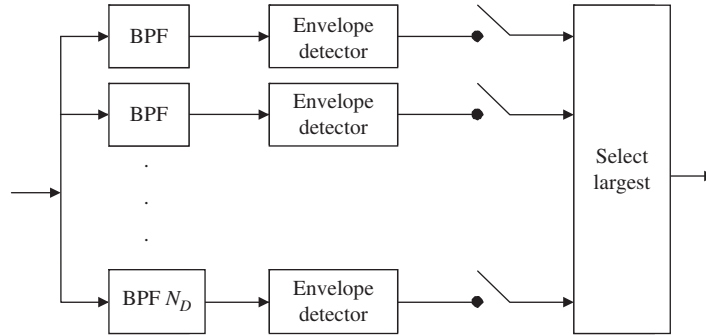 BPF
Envelope
detector
BPF
Envelope
detector
Select
largest
BPF N_D
Envelope
detector